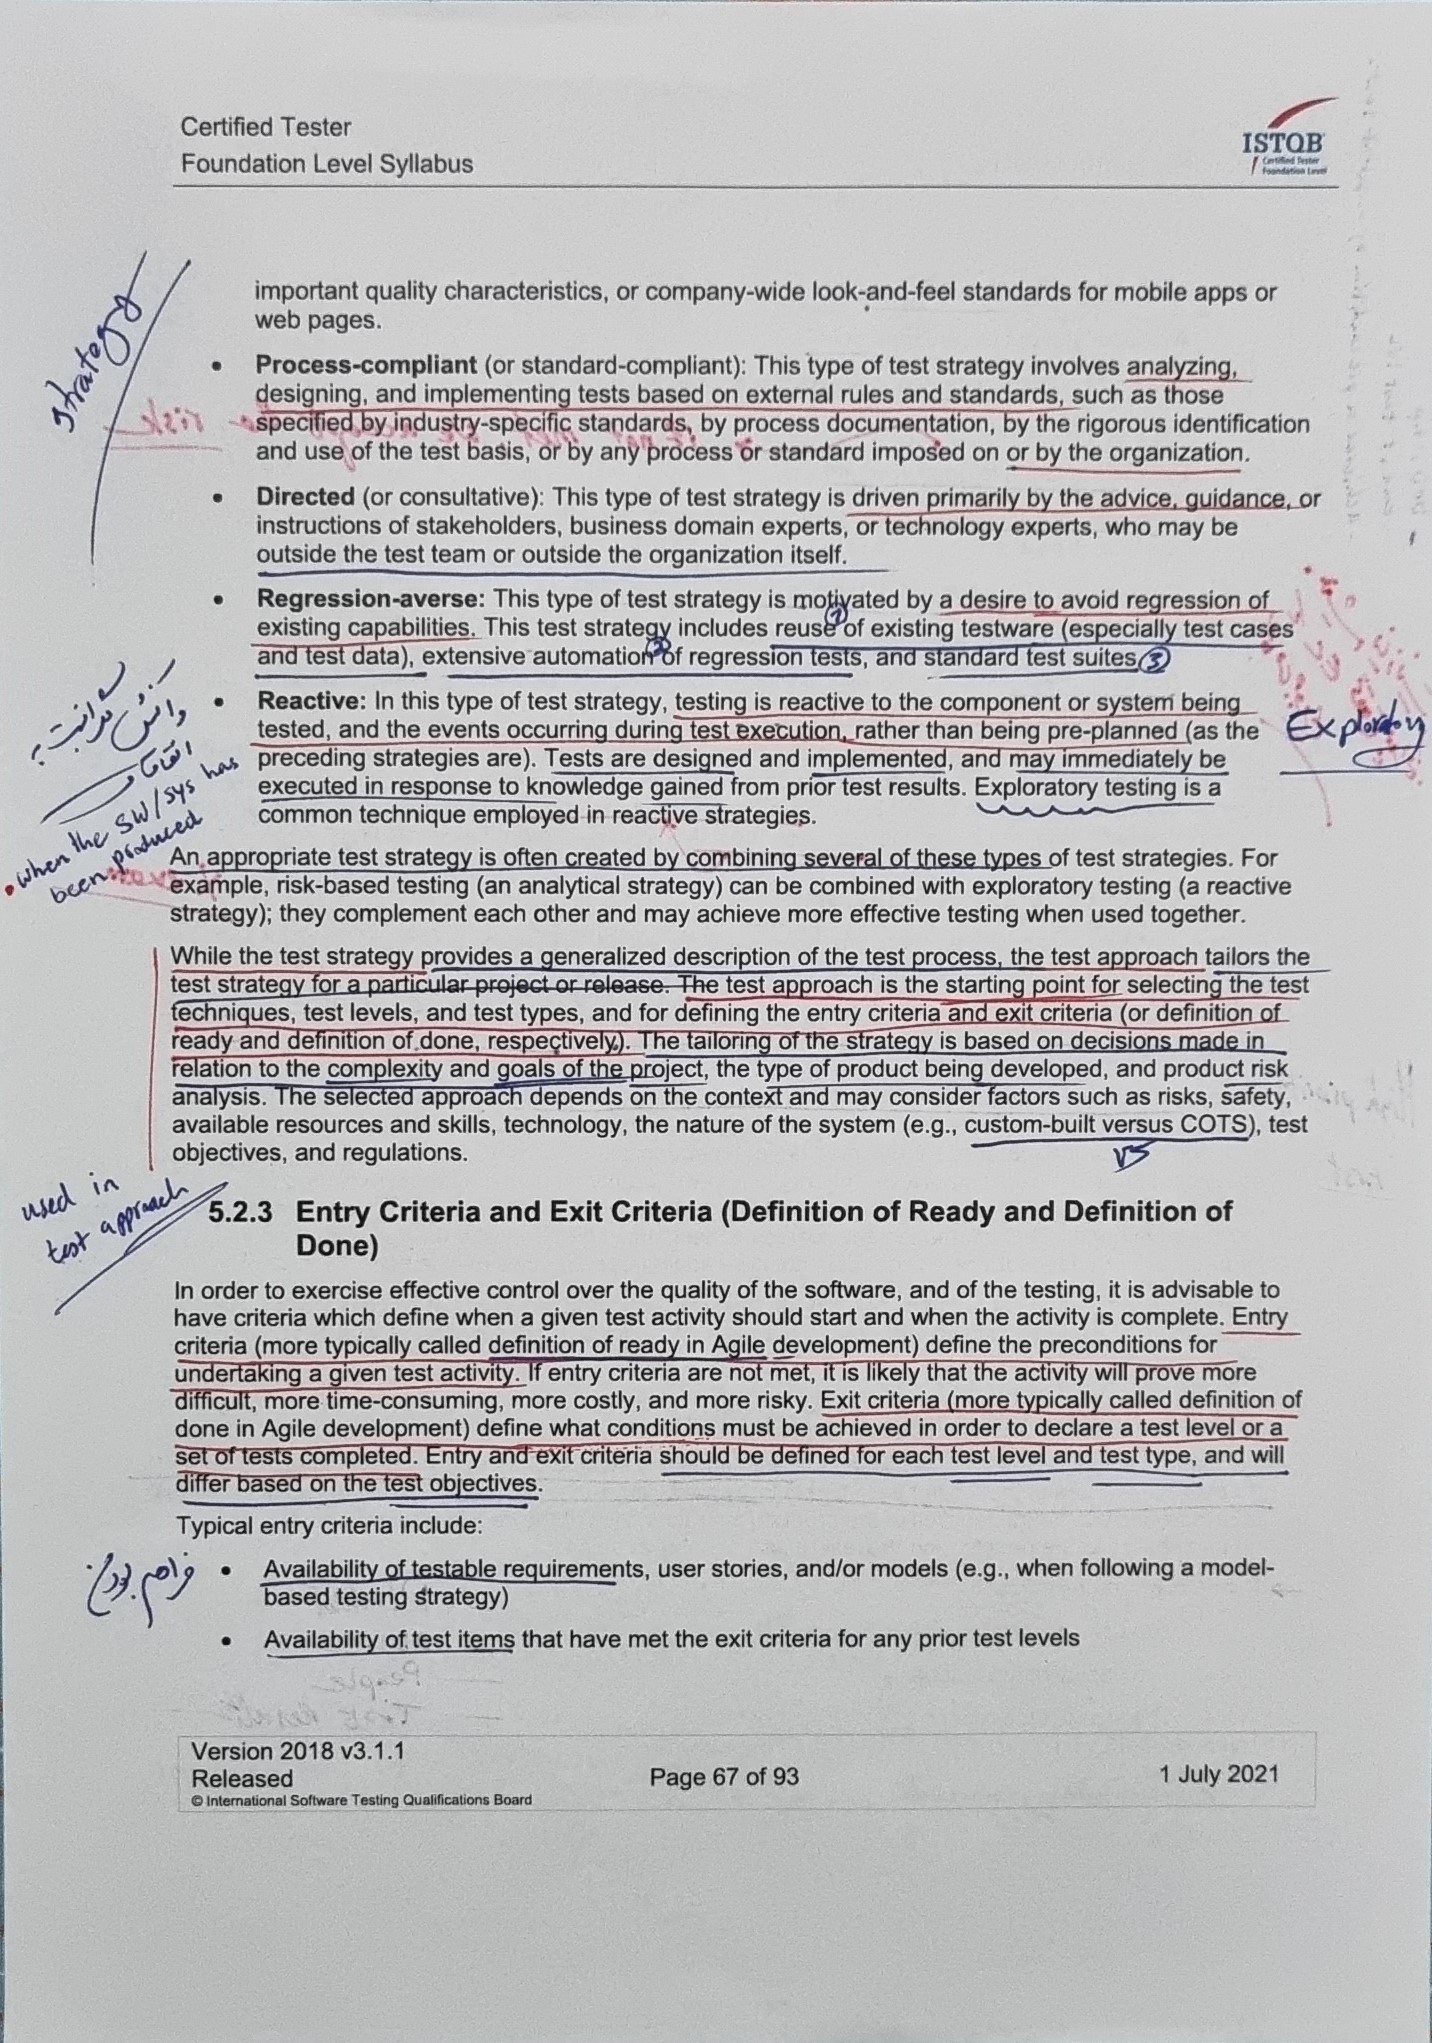 Certified Tester
Foundation Level Syllabus
ISTQB
Certified Tester
Foundation Level
strategy
important quality characteristics, or company-wide look-and-feel standards for mobile apps or
web pages.
• Process-compliant (or standard-compliant): This type of test strategy involves analyzing,
designing, and implementing tests based on external rules and standards, such as those
specified by industry-specific standards, by process documentation, by the rigorous identification
and use of the test basis, or by any process or standard imposed on or by the organization.
• Directed (or consultative): This type of test strategy is driven primarily by the advice, guidance, or
instructions of stakeholders, business domain experts, or technology experts, who may be
outside the test team or outside the organization itself.
• Regression-averse: This type of test strategy is motivated by a desire to avoid regression of
existing capabilities. This test strategy includes reuse ① of existing testware (especially test cases
and test data), extensive automation ② of regression tests, and standard test suites ③
• Reactive: In this type of test strategy, testing is reactive to the component or system being
tested, and the events occurring during test execution, rather than being pre-planned (as the
preceding strategies are). Tests are designed and implemented, and may immediately be
executed in response to knowledge gained from prior test results. Exploratory testing is a
common technique employed in reactive strategies.
Exploratory
• when the SW/sys has
been produced
An appropriate test strategy is often created by combining several of these types of test strategies. For
example, risk-based testing (an analytical strategy) can be combined with exploratory testing (a reactive
strategy); they complement each other and may achieve more effective testing when used together.
While the test strategy provides a generalized description of the test process, the test approach tailors the
test strategy for a particular project or release. The test approach is the starting point for selecting the test
techniques, test levels, and test types, and for defining the entry criteria and exit criteria (or definition of
ready and definition of done, respectively). The tailoring of the strategy is based on decisions made in
relation to the complexity and goals of the project, the type of product being developed, and product risk
analysis. The selected approach depends on the context and may consider factors such as risks, safety,
available resources and skills, technology, the nature of the system (e.g., custom-built versus COTS), test
objectives, and regulations.
VS
used in
test approach
5.2.3 Entry Criteria and Exit Criteria (Definition of Ready and Definition of
Done)
In order to exercise effective control over the quality of the software, and of the testing, it is advisable to
have criteria which define when a given test activity should start and when the activity is complete. Entry
criteria (more typically called definition of ready in Agile development) define the preconditions for
undertaking a given test activity. If entry criteria are not met, it is likely that the activity will prove more
difficult, more time-consuming, more costly, and more risky. Exit criteria (more typically called definition of
done in Agile development) define what conditions must be achieved in order to declare a test level or a
set of tests completed. Entry and exit criteria should be defined for each test level and test type, and will
differ based on the test objectives.
Typical entry criteria include:
فراهم بودن
• Availability of testable requirements, user stories, and/or models (e.g., when following a model-
based testing strategy)
• Availability of test items that have met the exit criteria for any prior test levels
Version 2018 v3.1.1
Released
Page 67 of 93
1 July 2021
© International Software Testing Qualifications Board